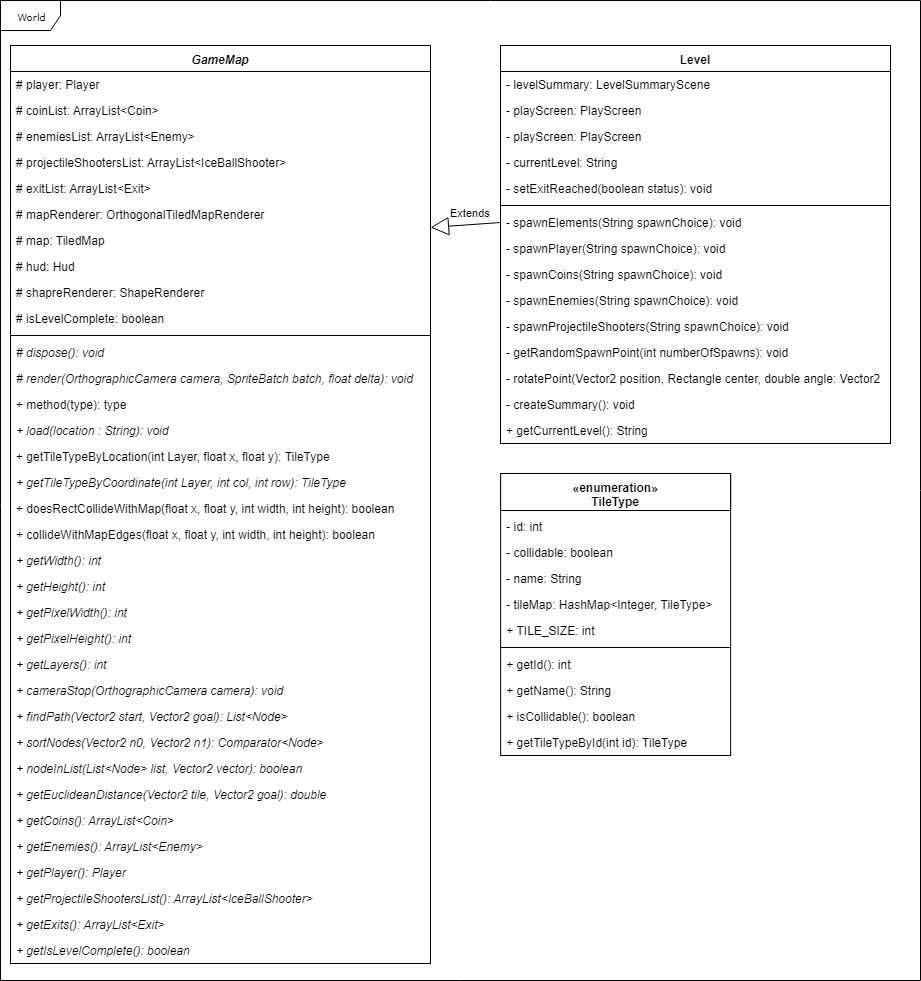 World
GameMap
# player: Player
# coinList: ArrayList<Coin>
# enemiesList: ArrayList<Enemy>
# projectileShootersList: ArrayList<IceBallShooter>
# exitList: ArrayList<Exit>
# mapRenderer: OrthogonalTiledMapRenderer
# map: TiledMap
# hud: Hud
# shapreRenderer: ShapeRenderer
# isLevelComplete: boolean
# dispose(): void
# render(OrthographicCamera camera, SpriteBatch batch, float delta): void
+ method(type): type
+ load(location : String): void
+ getTileTypeByLocation(int Layer, float x, float y): TileType
+ getTileTypeByCoordinate(int Layer, int col, int row): TileType
+ doesRectCollideWithMap(float x, float y, int width, int height): boolean
+ collideWithMapEdges(float x, float y, int width, int height): boolean
+ getWidth(): int
+ getHeight(): int
+ getPixelWidth(): int
+ getPixelHeight(): int
+ getLayers(): int
+ cameraStop(OrthographicCamera camera): void
+ findPath(Vector2 start, Vector2 goal): List<Node>
+ sortNodes(Vector2 n0, Vector2 n1): Comparator<Node>
+ nodeInList(List<Node> list, Vector2 vector): boolean
+ getEuclideanDistance(Vector2 tile, Vector2 goal): double
+ getCoins(): ArrayList<Coin>
+ getEnemies(): ArrayList<Enemy>
+ getPlayer(): Player
+ getProjectileShootersList(): ArrayList<IceBallShooter>
+ getExits(): ArrayList<Exit>
+ getIsLevelComplete(): boolean
Extends
Level
- levelSummary: LevelSummaryScene
- playScreen: PlayScreen
- playScreen: PlayScreen
- currentLevel: String
- setExitReached(boolean status): void
- spawnElements(String spawnChoice): void
- spawnPlayer(String spawnChoice): void
- spawnCoins(String spawnChoice): void
- spawnEnemies(String spawnChoice): void
- spawnProjectileShooters(String spawnChoice): void
- getRandomSpawnPoint(int numberOfSpawns): void
- rotatePoint(Vector2 position, Rectangle center, double angle: Vector2
- createSummary(): void
+ getCurrentLevel(): String
«enumeration»
TileType
- id: int
- collidable: boolean
- name: String
- tileMap: HashMap<Integer, TileType>
+ TILE_SIZE: int
+ getId(): int
+ getName(): String
+ isCollidable(): boolean
+ getTileTypeById(int id): TileType